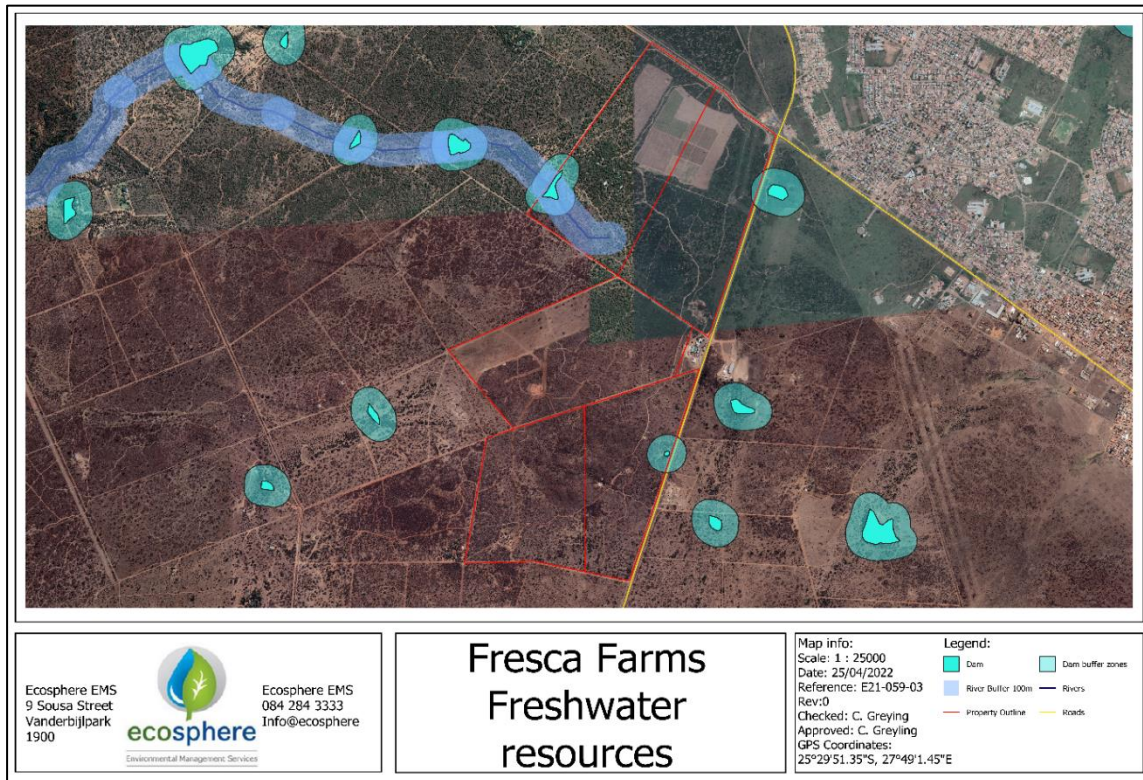 Ecosphere EMS
9 Sousa Street
Vanderbijlpark
1900
ecosphere
Environmental Management Services
Ecosphere EMS
084 284 3333
Info@ecosphere
Fresca Farms
Freshwater
resources
Map info:
Scale: 1 : 25000
Date: 25/04/2022
Reference: E21-059-03
Rev:0
Checked: C. Greying
Approved: C. Greyling
GPS Coordinates:
25°29'51.35"S, 27°49'1.45"E
Legend:
Dam
Dam buffer zones
River Buffer 100m
Rivers
Property Outline
Roads